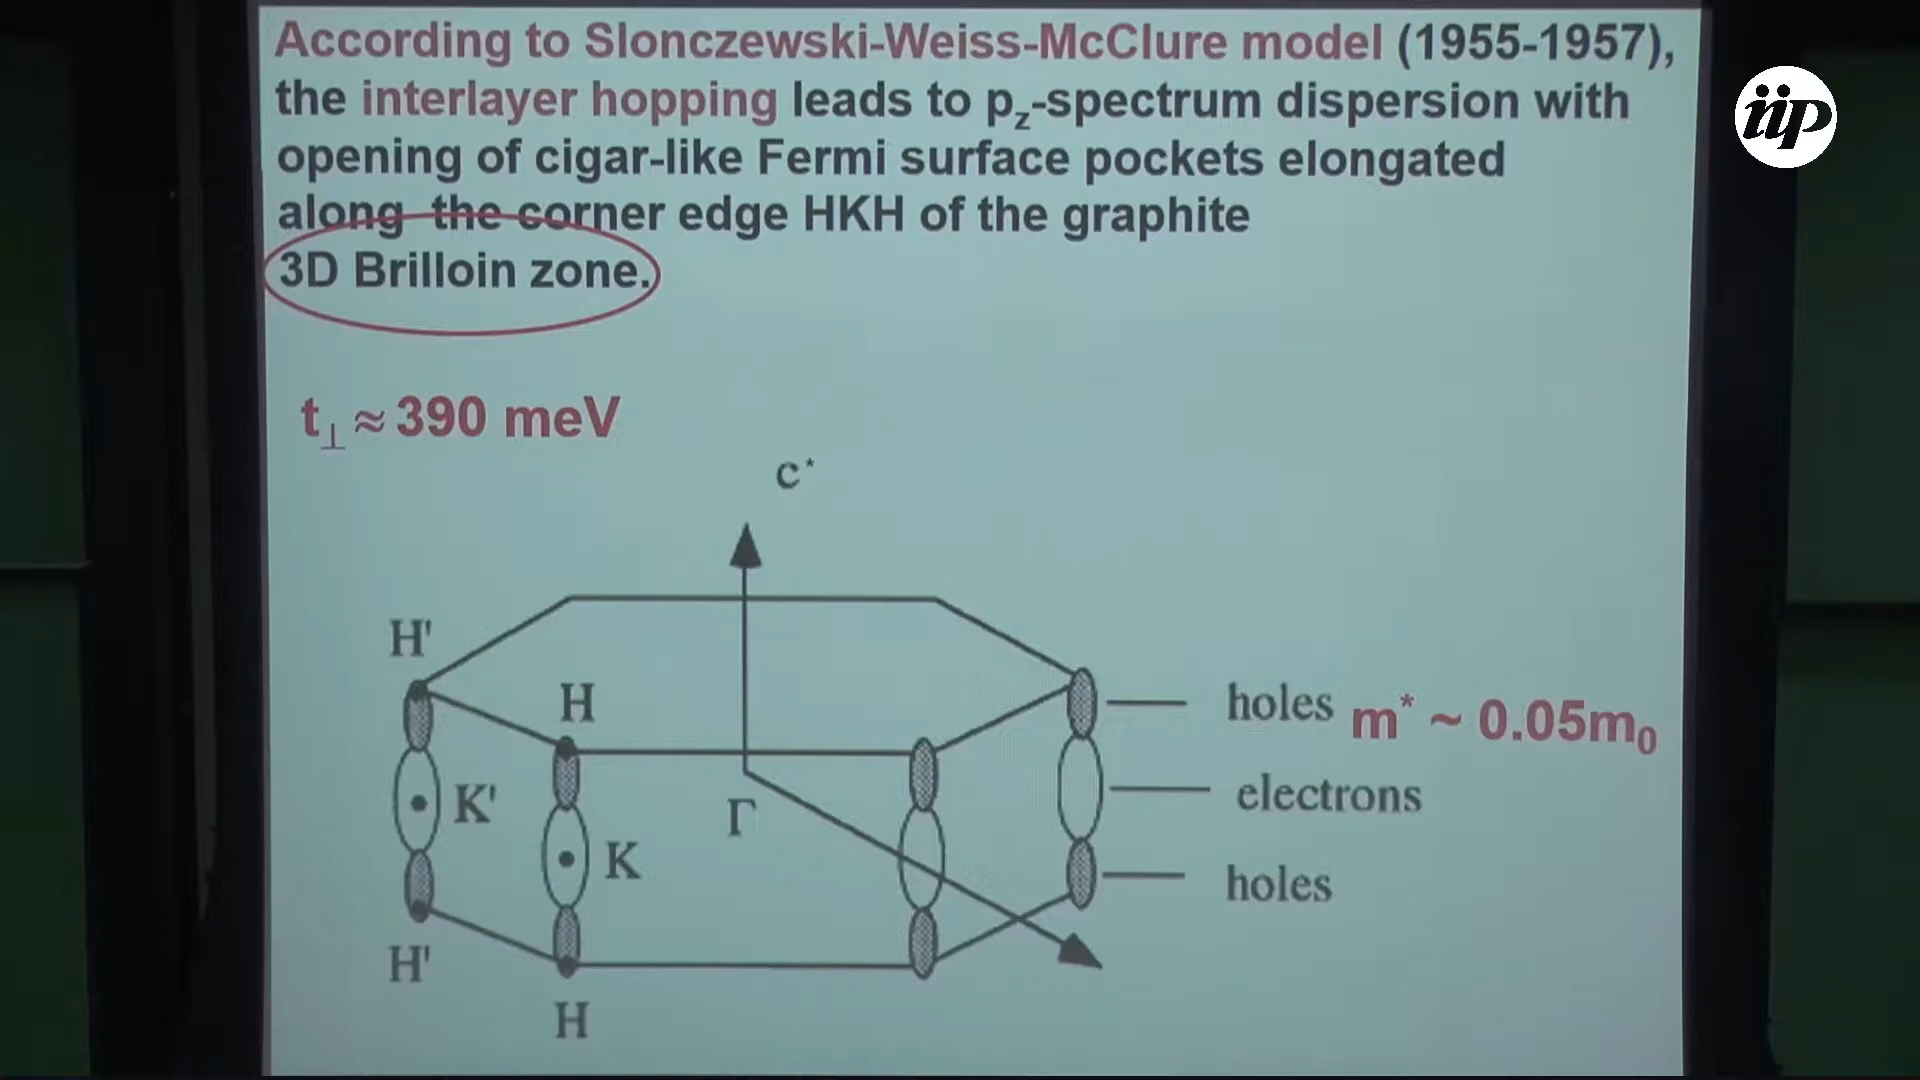 According to Slonczewski-Weiss-McClure model (1955-1957),
the interlayer hopping leads to pz-spectrum dispersion with
opening of cigar-like Fermi surface pockets elongated
along the corner edge HKH of the graphite
3D Brilloin zone.
iip
t⊥ ≈ 390 meV
c*
H'
H
holes m* ~ 0.05m0
K'
electrons
Γ
K
holes
H'
H